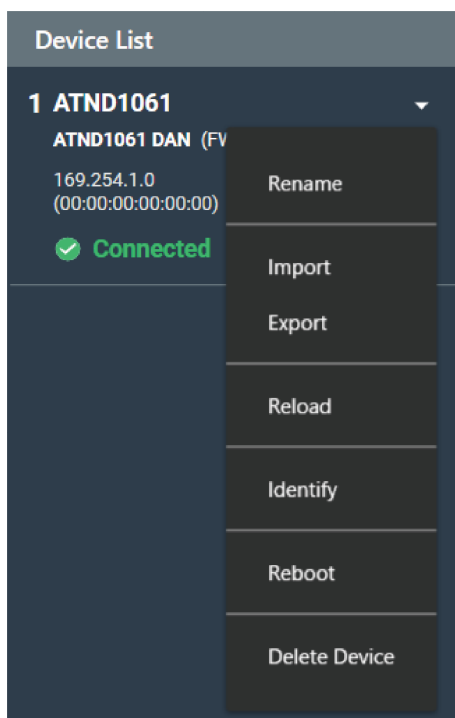 Device List
1 ATND1061
ATND1061 DAN (FW
169.254.1.0
(00:00:00:00:00:00)
Connected
Rename
Import
Export
Reload
Identify
Reboot
Delete Device